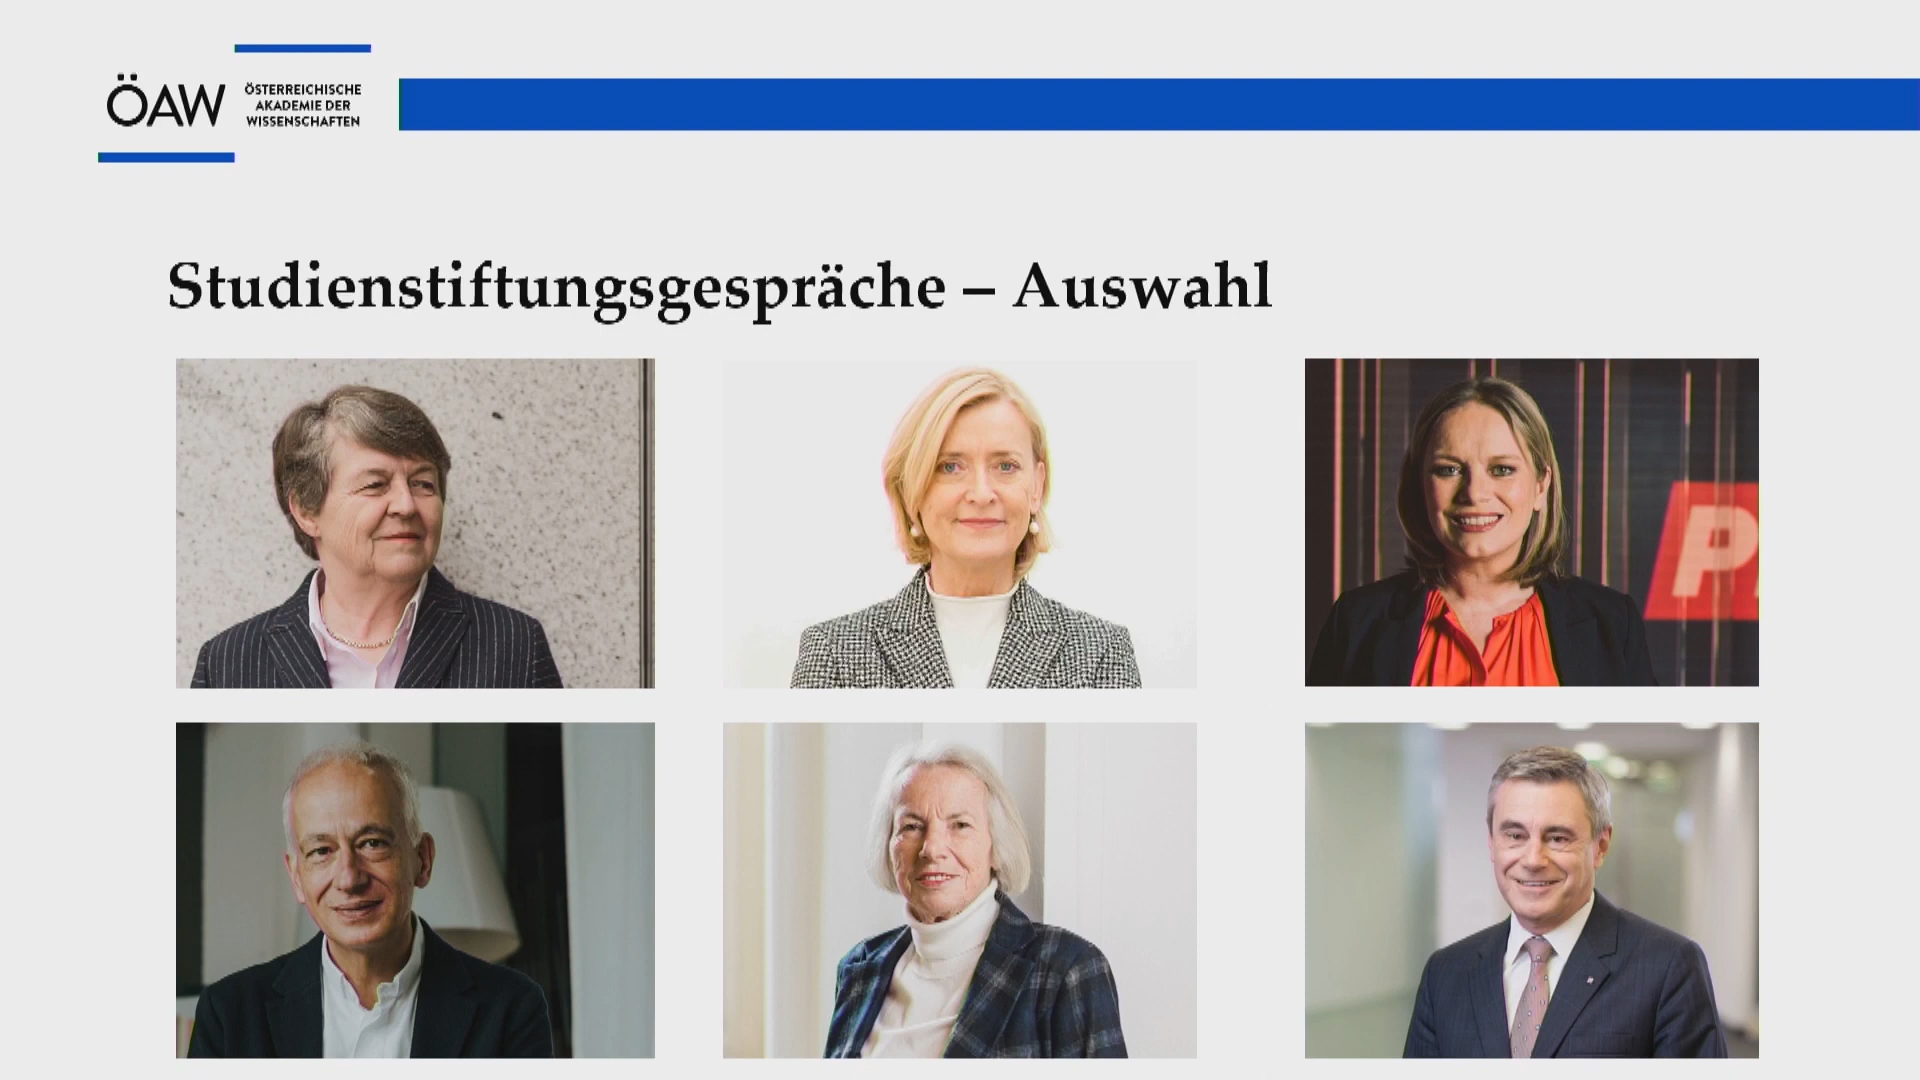 ÖAW
ÖSTERREICHISCHE
AKADEMIE DER
WISSENSCHAFTEN
Studienstiftungsgespräche – Auswahl
P